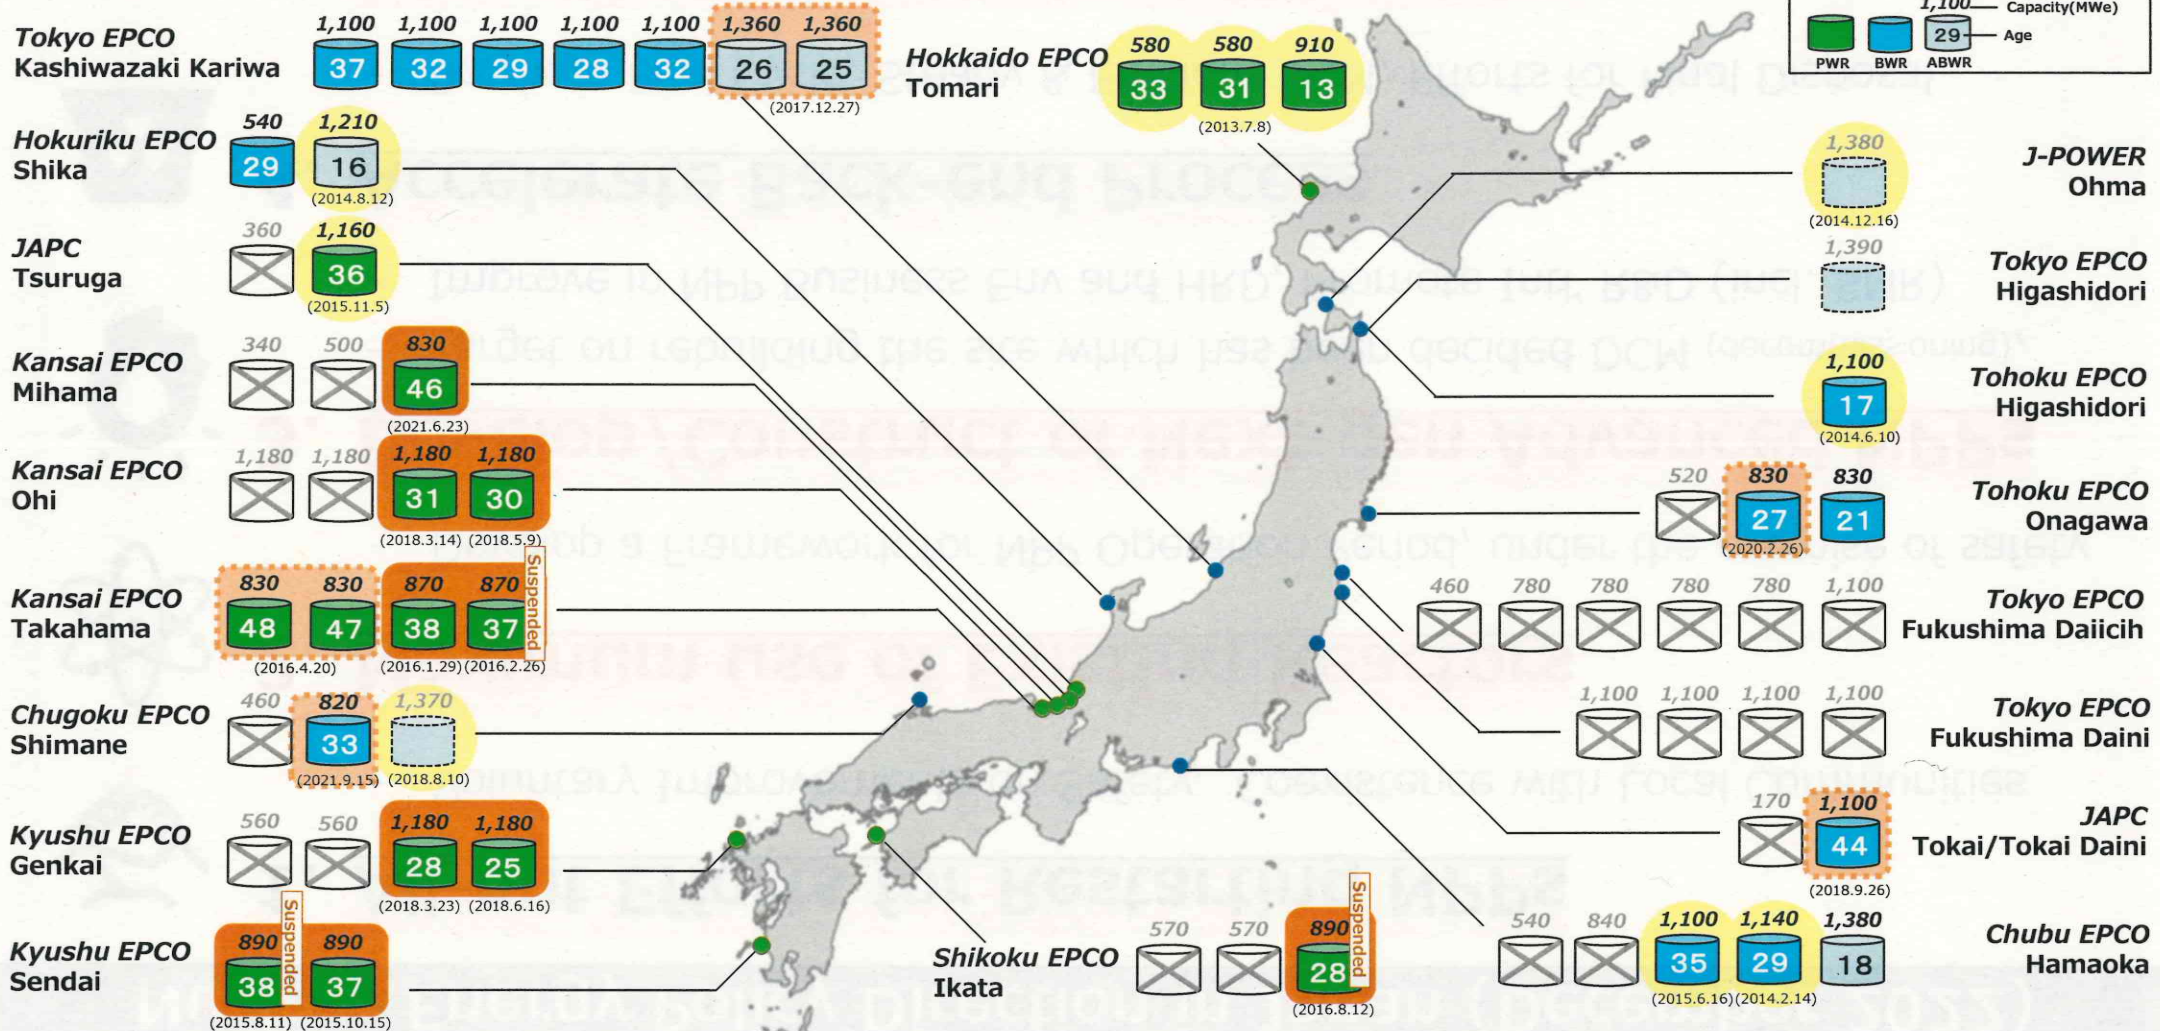 Tokyo EPCO
Kashiwazaki Kariwa
1,100 1,100 1,100 1,100 1,100 1,360 1,360
37 32 29 28 32 26 25
(2017.12.27)
Hokuriku EPCO
Shika
540 1,210
29 16
(2014.8.12)
JAPC
Tsuruga
360 1,160
36
(2015.11.5)
Kansai EPCO
Mihama
340 500 830
46
(2021.6.23)
Kansai EPCO
Ohi
1,180 1,180 1,180 1,180
31 30
(2018.3.14) (2018.5.9)
Kansai EPCO
Takahama
830 830 870 870
48 47 38 37
Suspended
(2016.4.20) (2016.1.29) (2016.2.26)
Chugoku EPCO
Shimane
460 820 1,370
33
(2021.9.15) (2018.8.10)
Kyushu EPCO
Genkai
560 560 1,180 1,180
28 25
(2018.3.23) (2018.6.16)
Kyushu EPCO
Sendai
890 890
38 37
Suspended
(2015.8.11) (2015.10.15)
Hokkaido EPCO
Tomari
580 580 910
33 31 13
(2013.7.8)
1,100 Capacity(MWe)
29 Age
PWR BWR ABWR
J-POWER
Ohma
1,380
(2014.12.16)
Tokyo EPCO
Higashidori
1,390
Tohoku EPCO
Higashidori
1,100
17
(2014.6.10)
Tohoku EPCO
Onagawa
520 830 830
27 21
(2020.2.26)
Tokyo EPCO
Fukushima Daiicih
460 780 780 780 780 1,100
Tokyo EPCO
Fukushima Daini
1,100 1,100 1,100 1,100
JAPC
Tokai/Tokai Daini
170 1,100
44
(2018.9.26)
Chubu EPCO
Hamaoka
540 840 1,100 1,140 1,380
35 29 18
(2015.6.16) (2014.2.14)
Shikoku EPCO
Ikata
570 570 890
28
Suspended
(2016.8.12)